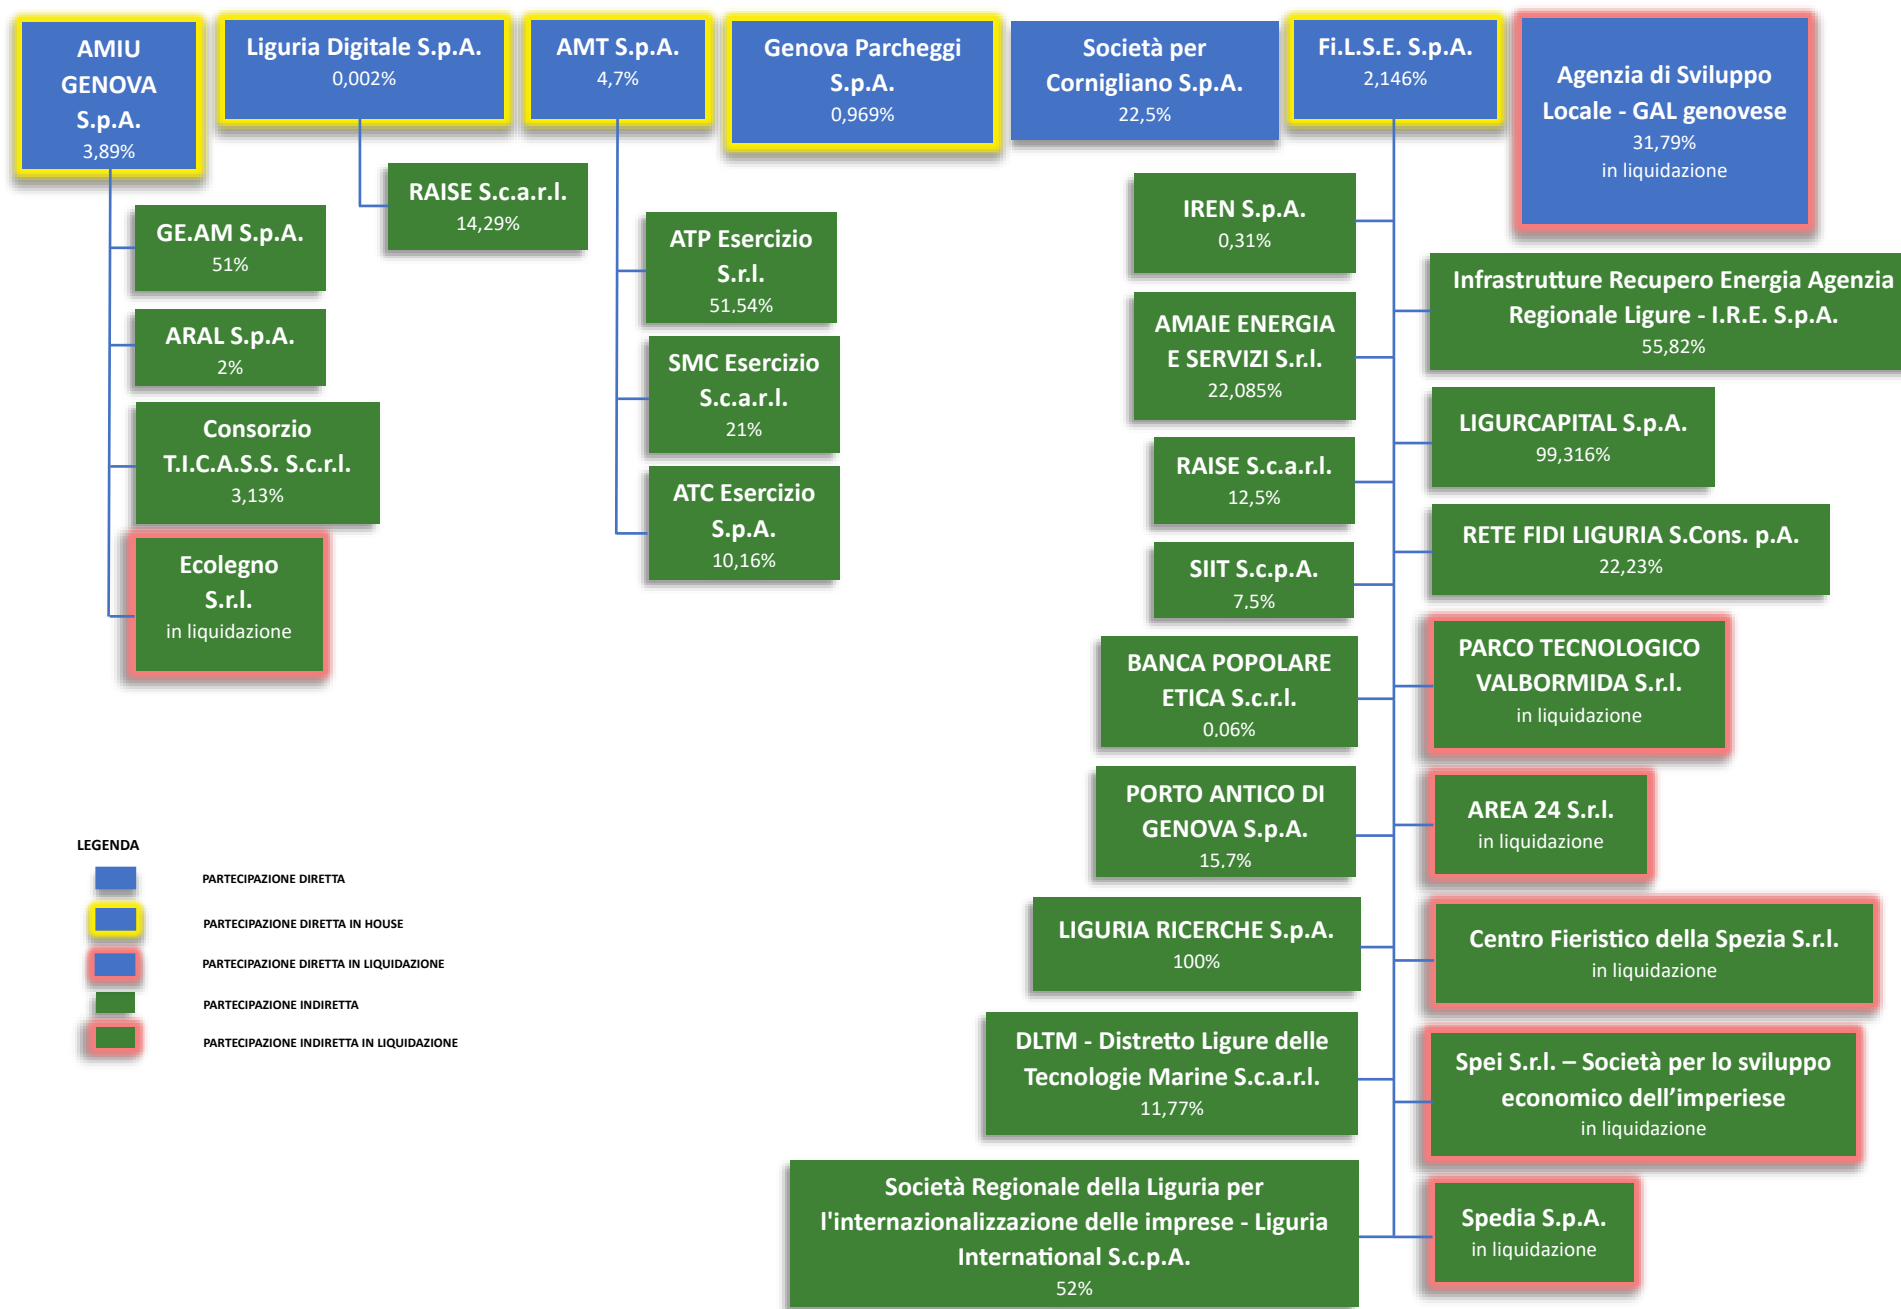 AMIU
GENOVA
S.p.A.
3,89%
Liguria Digitale S.p.A.
0,002%
AMT S.p.A.
4,7%
Genova Parcheggi
S.p.A.
0,969%
Società per
Cornigliano S.p.A.
22,5%
Fi.L.S.E. S.p.A.
2,146%
Agenzia di Sviluppo
Locale - GAL genovese
31,79%
in liquidazione
GE.AM S.p.A.
51%
ARAL S.p.A.
2%
Consorzio
T.I.C.A.S.S. S.c.r.l.
3,13%
Ecolegno
S.r.l.
in liquidazione
RAISE S.c.a.r.l.
14,29%
ATP Esercizio
S.r.l.
51,54%
SMC Esercizio
S.c.a.r.l.
21%
ATC Esercizio
S.p.A.
10,16%
IREN S.p.A.
0,31%
AMAIE ENERGIA
E SERVIZI S.r.l.
22,085%
RAISE S.c.a.r.l.
12,5%
SIIT S.c.p.A.
7,5%
BANCA POPOLARE
ETICA S.c.r.l.
0,06%
PORTO ANTICO DI
GENOVA S.p.A.
15,7%
LIGURIA RICERCHE S.p.A.
100%
DLTM - Distretto Ligure delle
Tecnologie Marine S.c.a.r.l.
11,77%
Società Regionale della Liguria per
l'internazionalizzazione delle imprese - Liguria
International S.c.p.A.
52%
Infrastrutture Recupero Energia Agenzia
Regionale Ligure - I.R.E. S.p.A.
55,82%
LIGURCAPITAL S.p.A.
99,316%
RETE FIDI LIGURIA S.Cons. p.A.
22,23%
PARCO TECNOLOGICO
VALBORMIDA S.r.l.
in liquidazione
AREA 24 S.r.l.
in liquidazione
Centro Fieristico della Spezia S.r.l.
in liquidazione
Spei S.r.l. – Società per lo sviluppo
economico dell’imperiese
in liquidazione
Spedia S.p.A.
in liquidazione
LEGENDA
PARTECIPAZIONE DIRETTA
PARTECIPAZIONE DIRETTA IN HOUSE
PARTECIPAZIONE DIRETTA IN LIQUIDAZIONE
PARTECIPAZIONE INDIRETTA
PARTECIPAZIONE INDIRETTA IN LIQUIDAZIONE